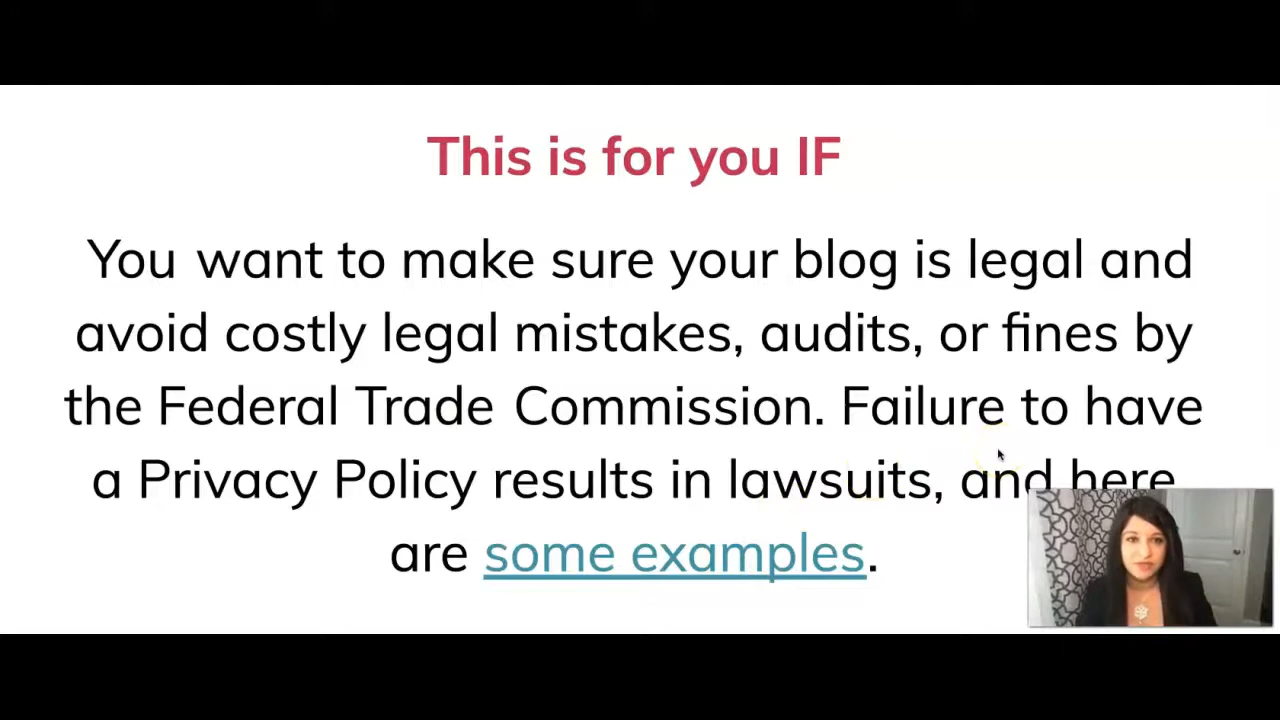 This is for you IF
You want to make sure your blog is legal and
avoid costly legal mistakes, audits, or fines by
the Federal Trade Commission. Failure to have
a Privacy Policy results in lawsuits, and here
are some examples.